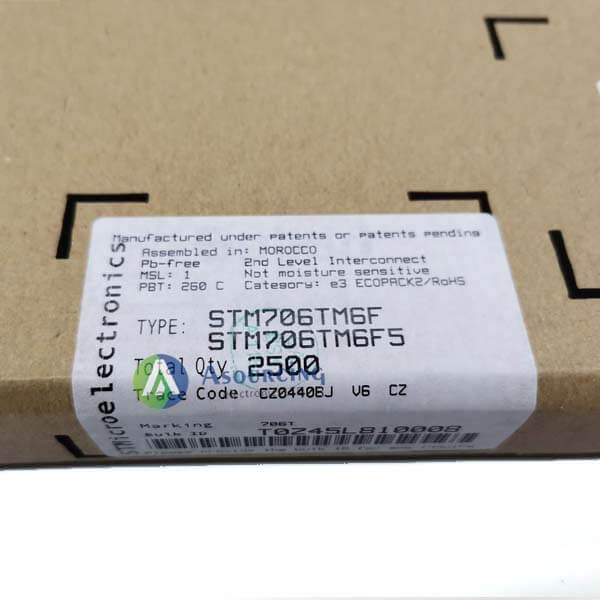 Manufactured under patents or patents pending
Assembled in: MOROCCO
Pb-free 2nd Level Interconnect
MSL: 1 Not moisture sensitive
PBT: 260 C Category: e3 ECOPACK2/RoHS
TYPE: STM706TM6F
STM706TM6F5
Total Qty 2500
Asourcing
Trace Code CZ0440BJ V6 CZ
Marking 706T
Bulk ID T0Z45LB10008
STMicroelectronics